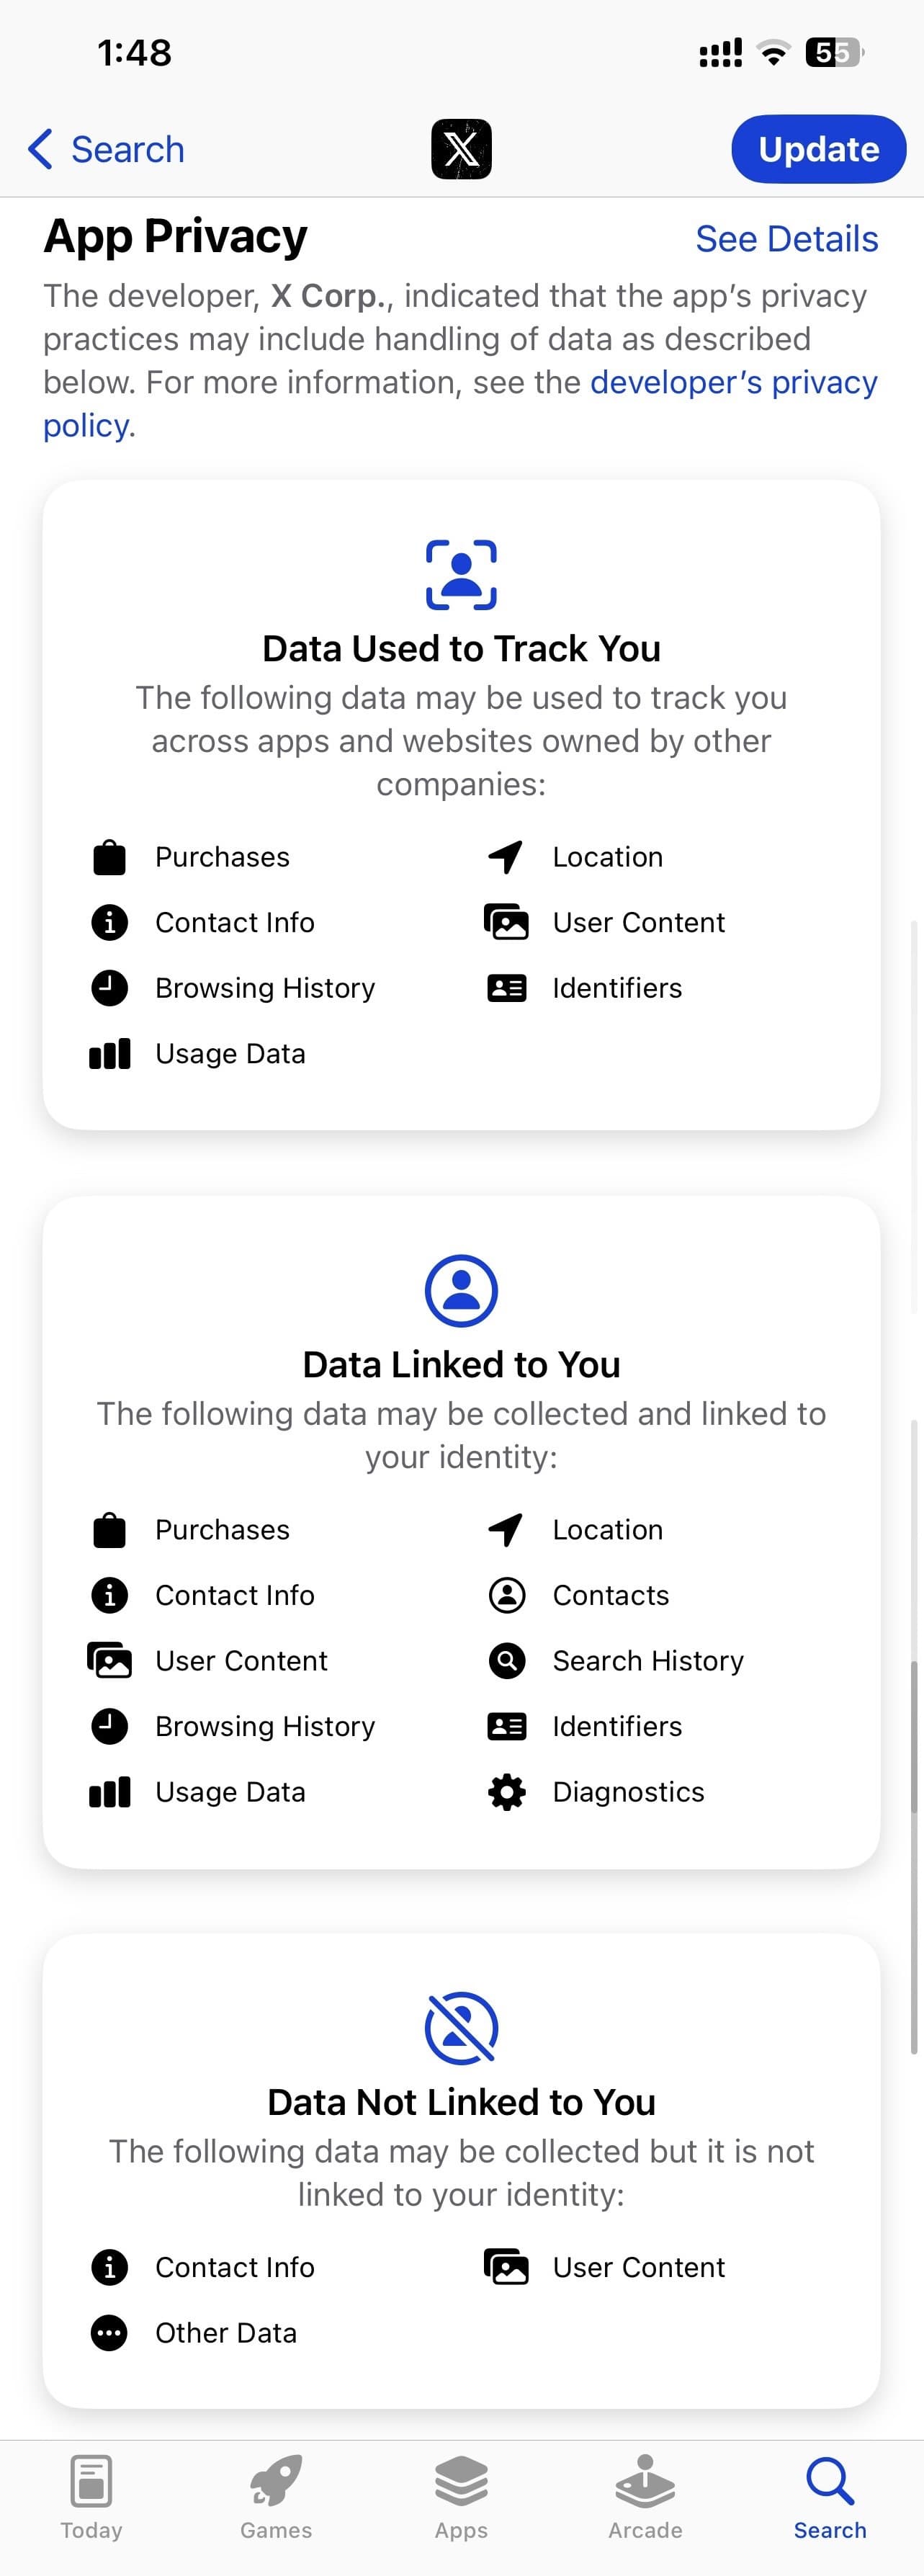 1:48
55
Search
X
Update
App Privacy
See Details
The developer, X Corp., indicated that the app’s privacy
practices may include handling of data as described
below. For more information, see the developer’s privacy
policy.
Data Used to Track You
The following data may be used to track you
across apps and websites owned by other
companies:
Purchases
Location
Contact Info
User Content
Browsing History
Identifiers
Usage Data
Data Linked to You
The following data may be collected and linked to
your identity:
Purchases
Location
Contact Info
Contacts
User Content
Search History
Browsing History
Identifiers
Usage Data
Diagnostics
Data Not Linked to You
The following data may be collected but it is not
linked to your identity:
Contact Info
User Content
Other Data
Today
Games
Apps
Arcade
Search